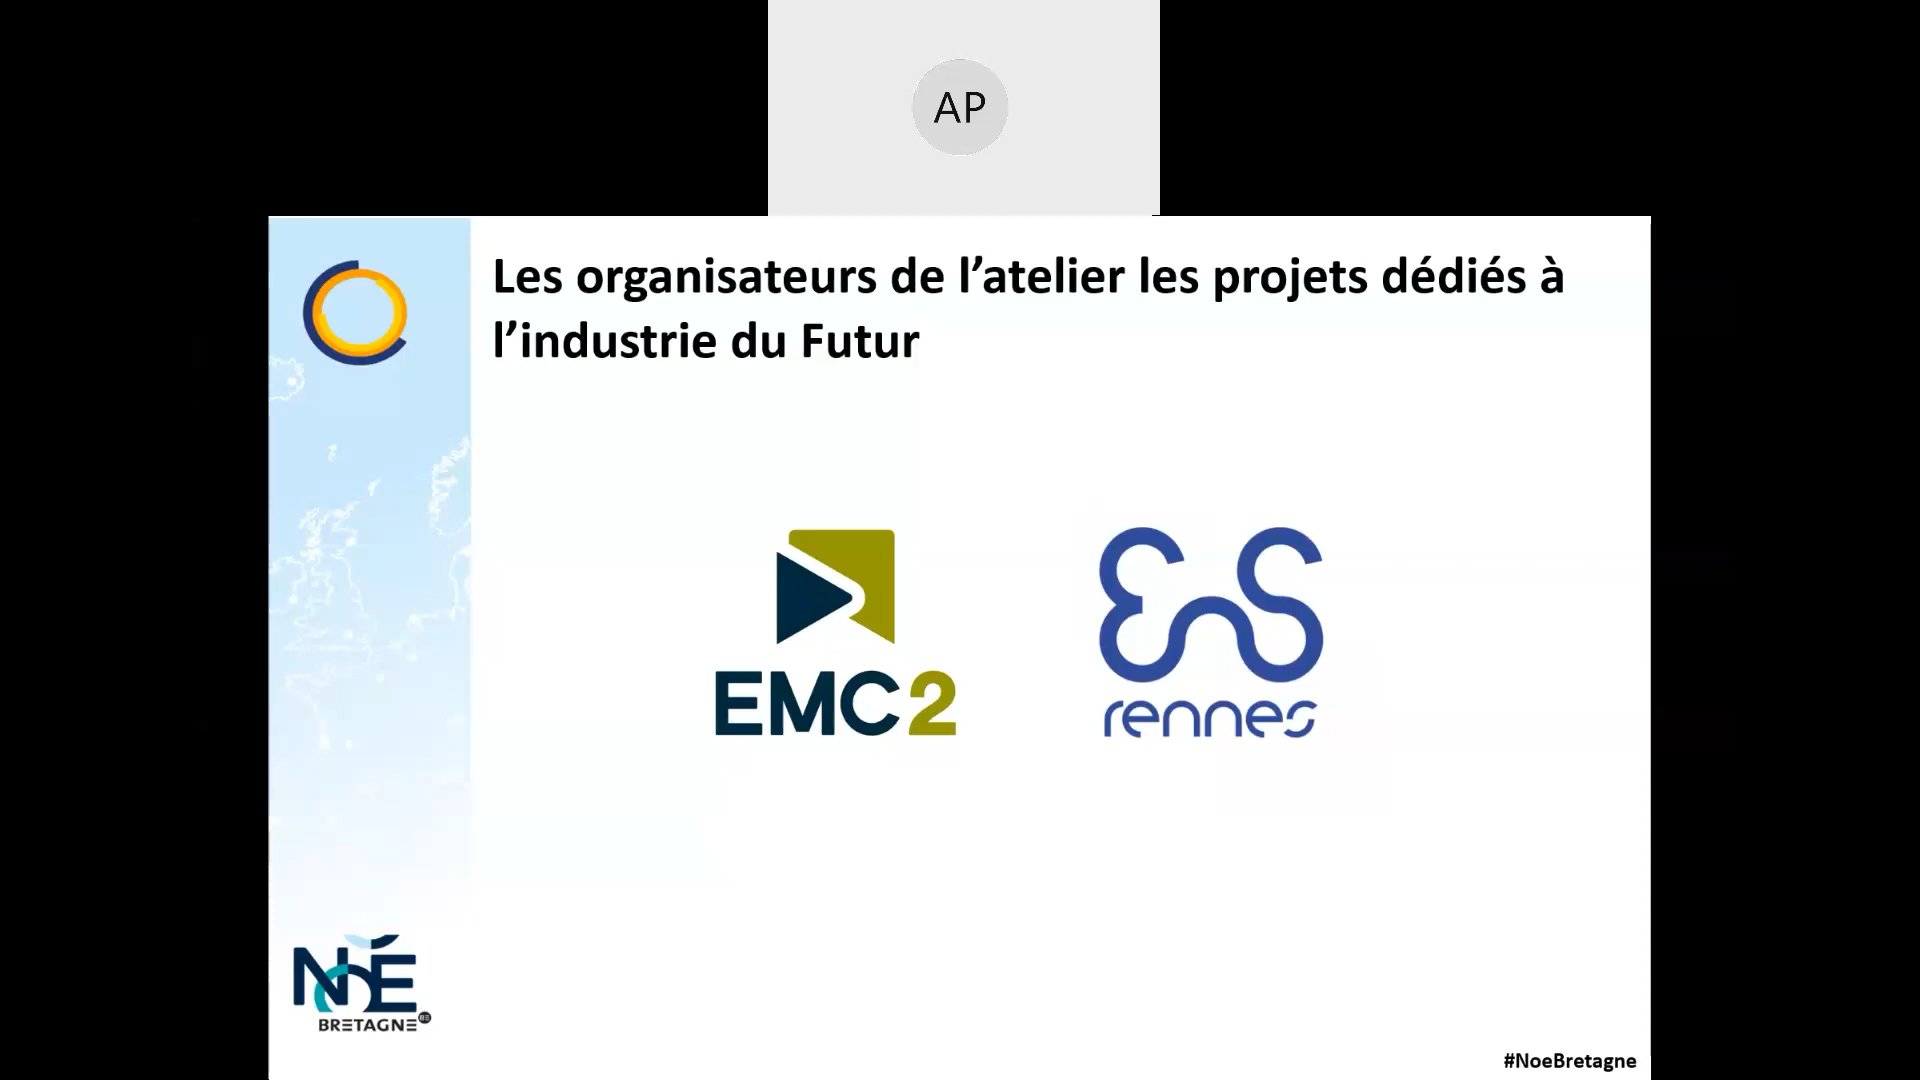 AP
Les organisateurs de l’atelier les projets dédiés à
l’industrie du Futur
EMC2
ENS
rennes
NOÉ
BRETAGNE
#NoeBretagne